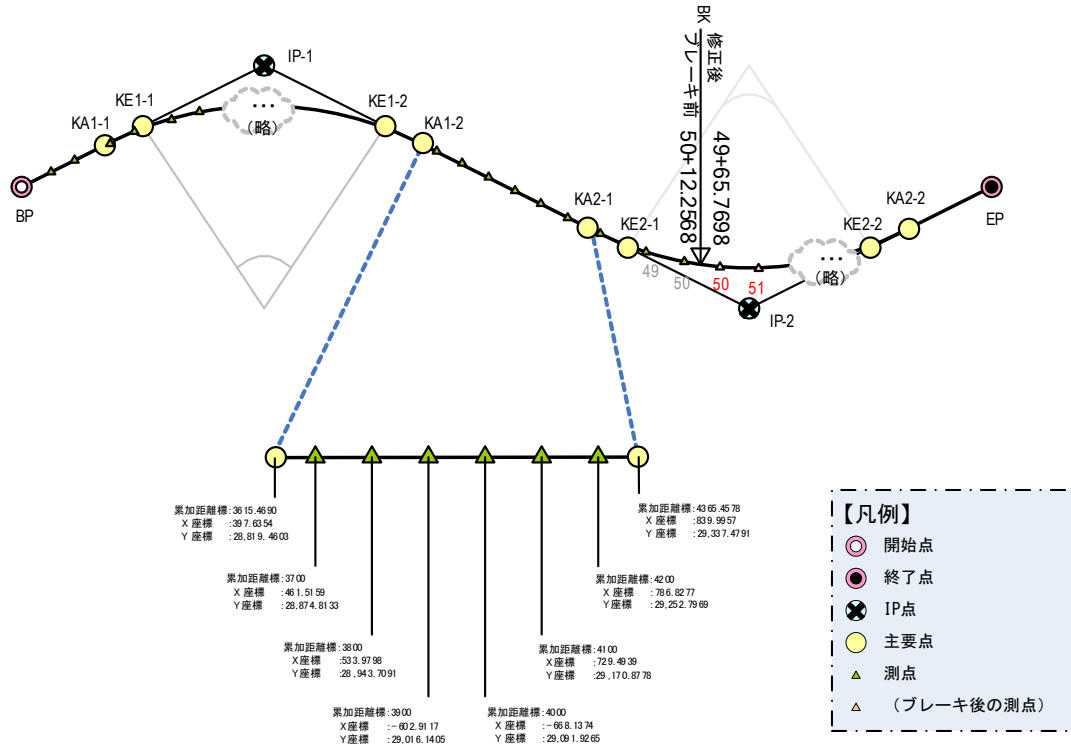 IP-1
KE1-1
KA1-1
…
(略)
KE1-2
KA1-2
BP
BK
修正後 49+65.7698
ブレーキ前 50+12.2568
KA2-1
KE2-1
49
50
50
51
IP-2
…
(略)
KE2-2
KA2-2
EP
累加距離標:3615.4690
X座標 :397.6354
Y座標 :28,819.4603
累加距離標:3700
X座標 :461.5159
Y座標 :28,874.8133
累加距離標:3800
X座標 :533.9798
Y座標 :28,943.7091
累加距離標:3900
X座標 :-602.9117
Y座標 :29,016.1405
累加距離標:4000
X座標 :-668.1374
Y座標 :29,091.9265
累加距離標:4100
X座標 :729.4939
Y座標 :29,170.8778
累加距離標:4200
X座標 :786.8277
Y座標 :29,252.7969
累加距離標:4365.4578
X座標 :839.9957
Y座標 :29,337.4791
【凡例】
開始点
終了点
IP点
主要点
測点
(ブレーキ後の測点)